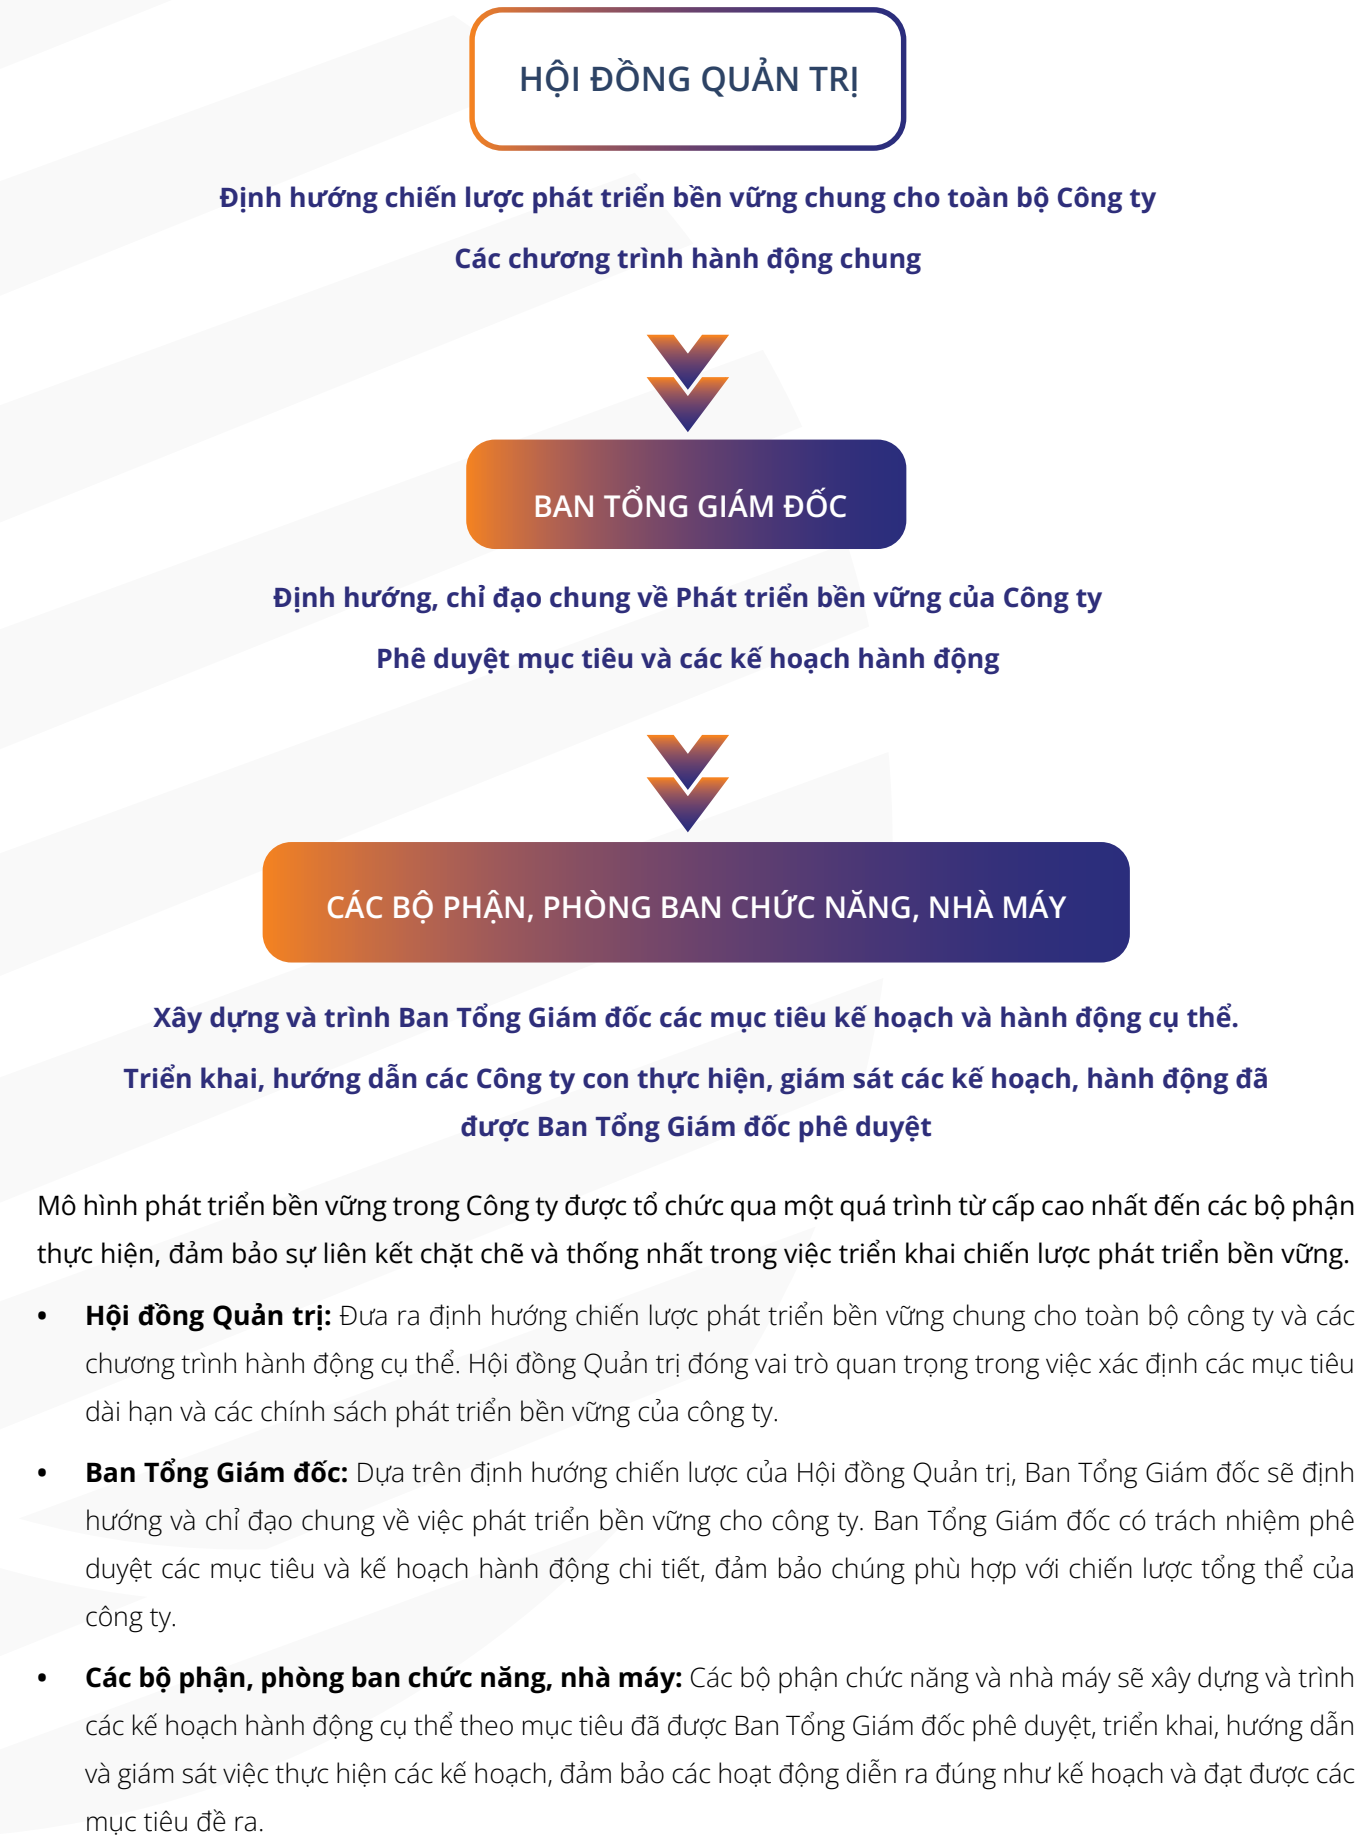 HỘI ĐỒNG QUẢN TRỊ
Định hướng chiến lược phát triển bền vững chung cho toàn bộ Công ty
Các chương trình hành động chung
BAN TỔNG GIÁM ĐỐC
Định hướng, chỉ đạo chung về Phát triển bền vững của Công ty
Phê duyệt mục tiêu và các kế hoạch hành động
CÁC BỘ PHẬN, PHÒNG BAN CHỨC NĂNG, NHÀ MÁY
Xây dựng và trình Ban Tổng Giám đốc các mục tiêu kế hoạch và hành động cụ thể.
Triển khai, hướng dẫn các Công ty con thực hiện, giám sát các kế hoạch, hành động đã
được Ban Tổng Giám đốc phê duyệt
Mô hình phát triển bền vững trong Công ty được tổ chức qua một quá trình từ cấp cao nhất đến các bộ phận
thực hiện, đảm bảo sự liên kết chặt chẽ và thống nhất trong việc triển khai chiến lược phát triển bền vững.
• Hội đồng Quản trị: Đưa ra định hướng chiến lược phát triển bền vững chung cho toàn bộ công ty và các
chương trình hành động cụ thể. Hội đồng Quản trị đóng vai trò quan trọng trong việc xác định các mục tiêu
dài hạn và các chính sách phát triển bền vững của công ty.
• Ban Tổng Giám đốc: Dựa trên định hướng chiến lược của Hội đồng Quản trị, Ban Tổng Giám đốc sẽ định
hướng và chỉ đạo chung về việc phát triển bền vững cho công ty. Ban Tổng Giám đốc có trách nhiệm phê
duyệt các mục tiêu và kế hoạch hành động chi tiết, đảm bảo chúng phù hợp với chiến lược tổng thể của
công ty.
• Các bộ phận, phòng ban chức năng, nhà máy: Các bộ phận chức năng và nhà máy sẽ xây dựng và trình
các kế hoạch hành động cụ thể theo mục tiêu đã được Ban Tổng Giám đốc phê duyệt, triển khai, hướng dẫn
và giám sát việc thực hiện các kế hoạch, đảm bảo các hoạt động diễn ra đúng như kế hoạch và đạt được các
mục tiêu đề ra.